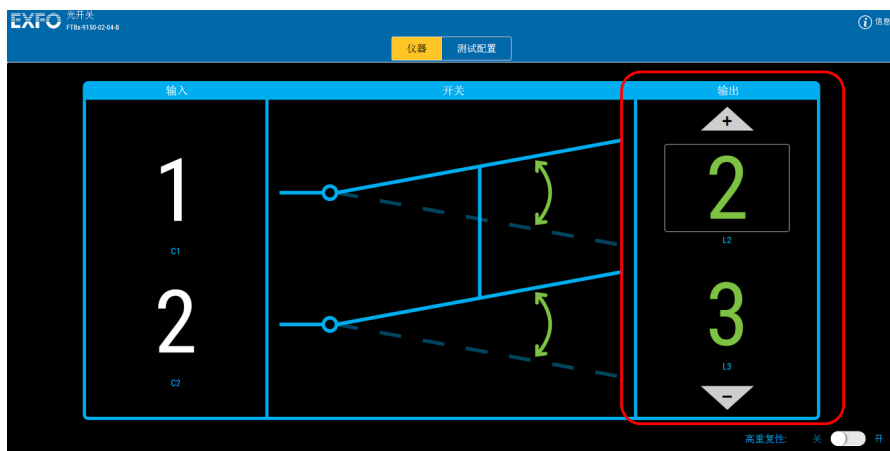 EXFO 光开关
FTBx-9150-02-04-B
信息
仪器 测试配置
输入 开关 输出
+
1 2
C1 L2
2 3
C2 L3
−
高重复性: 关 开